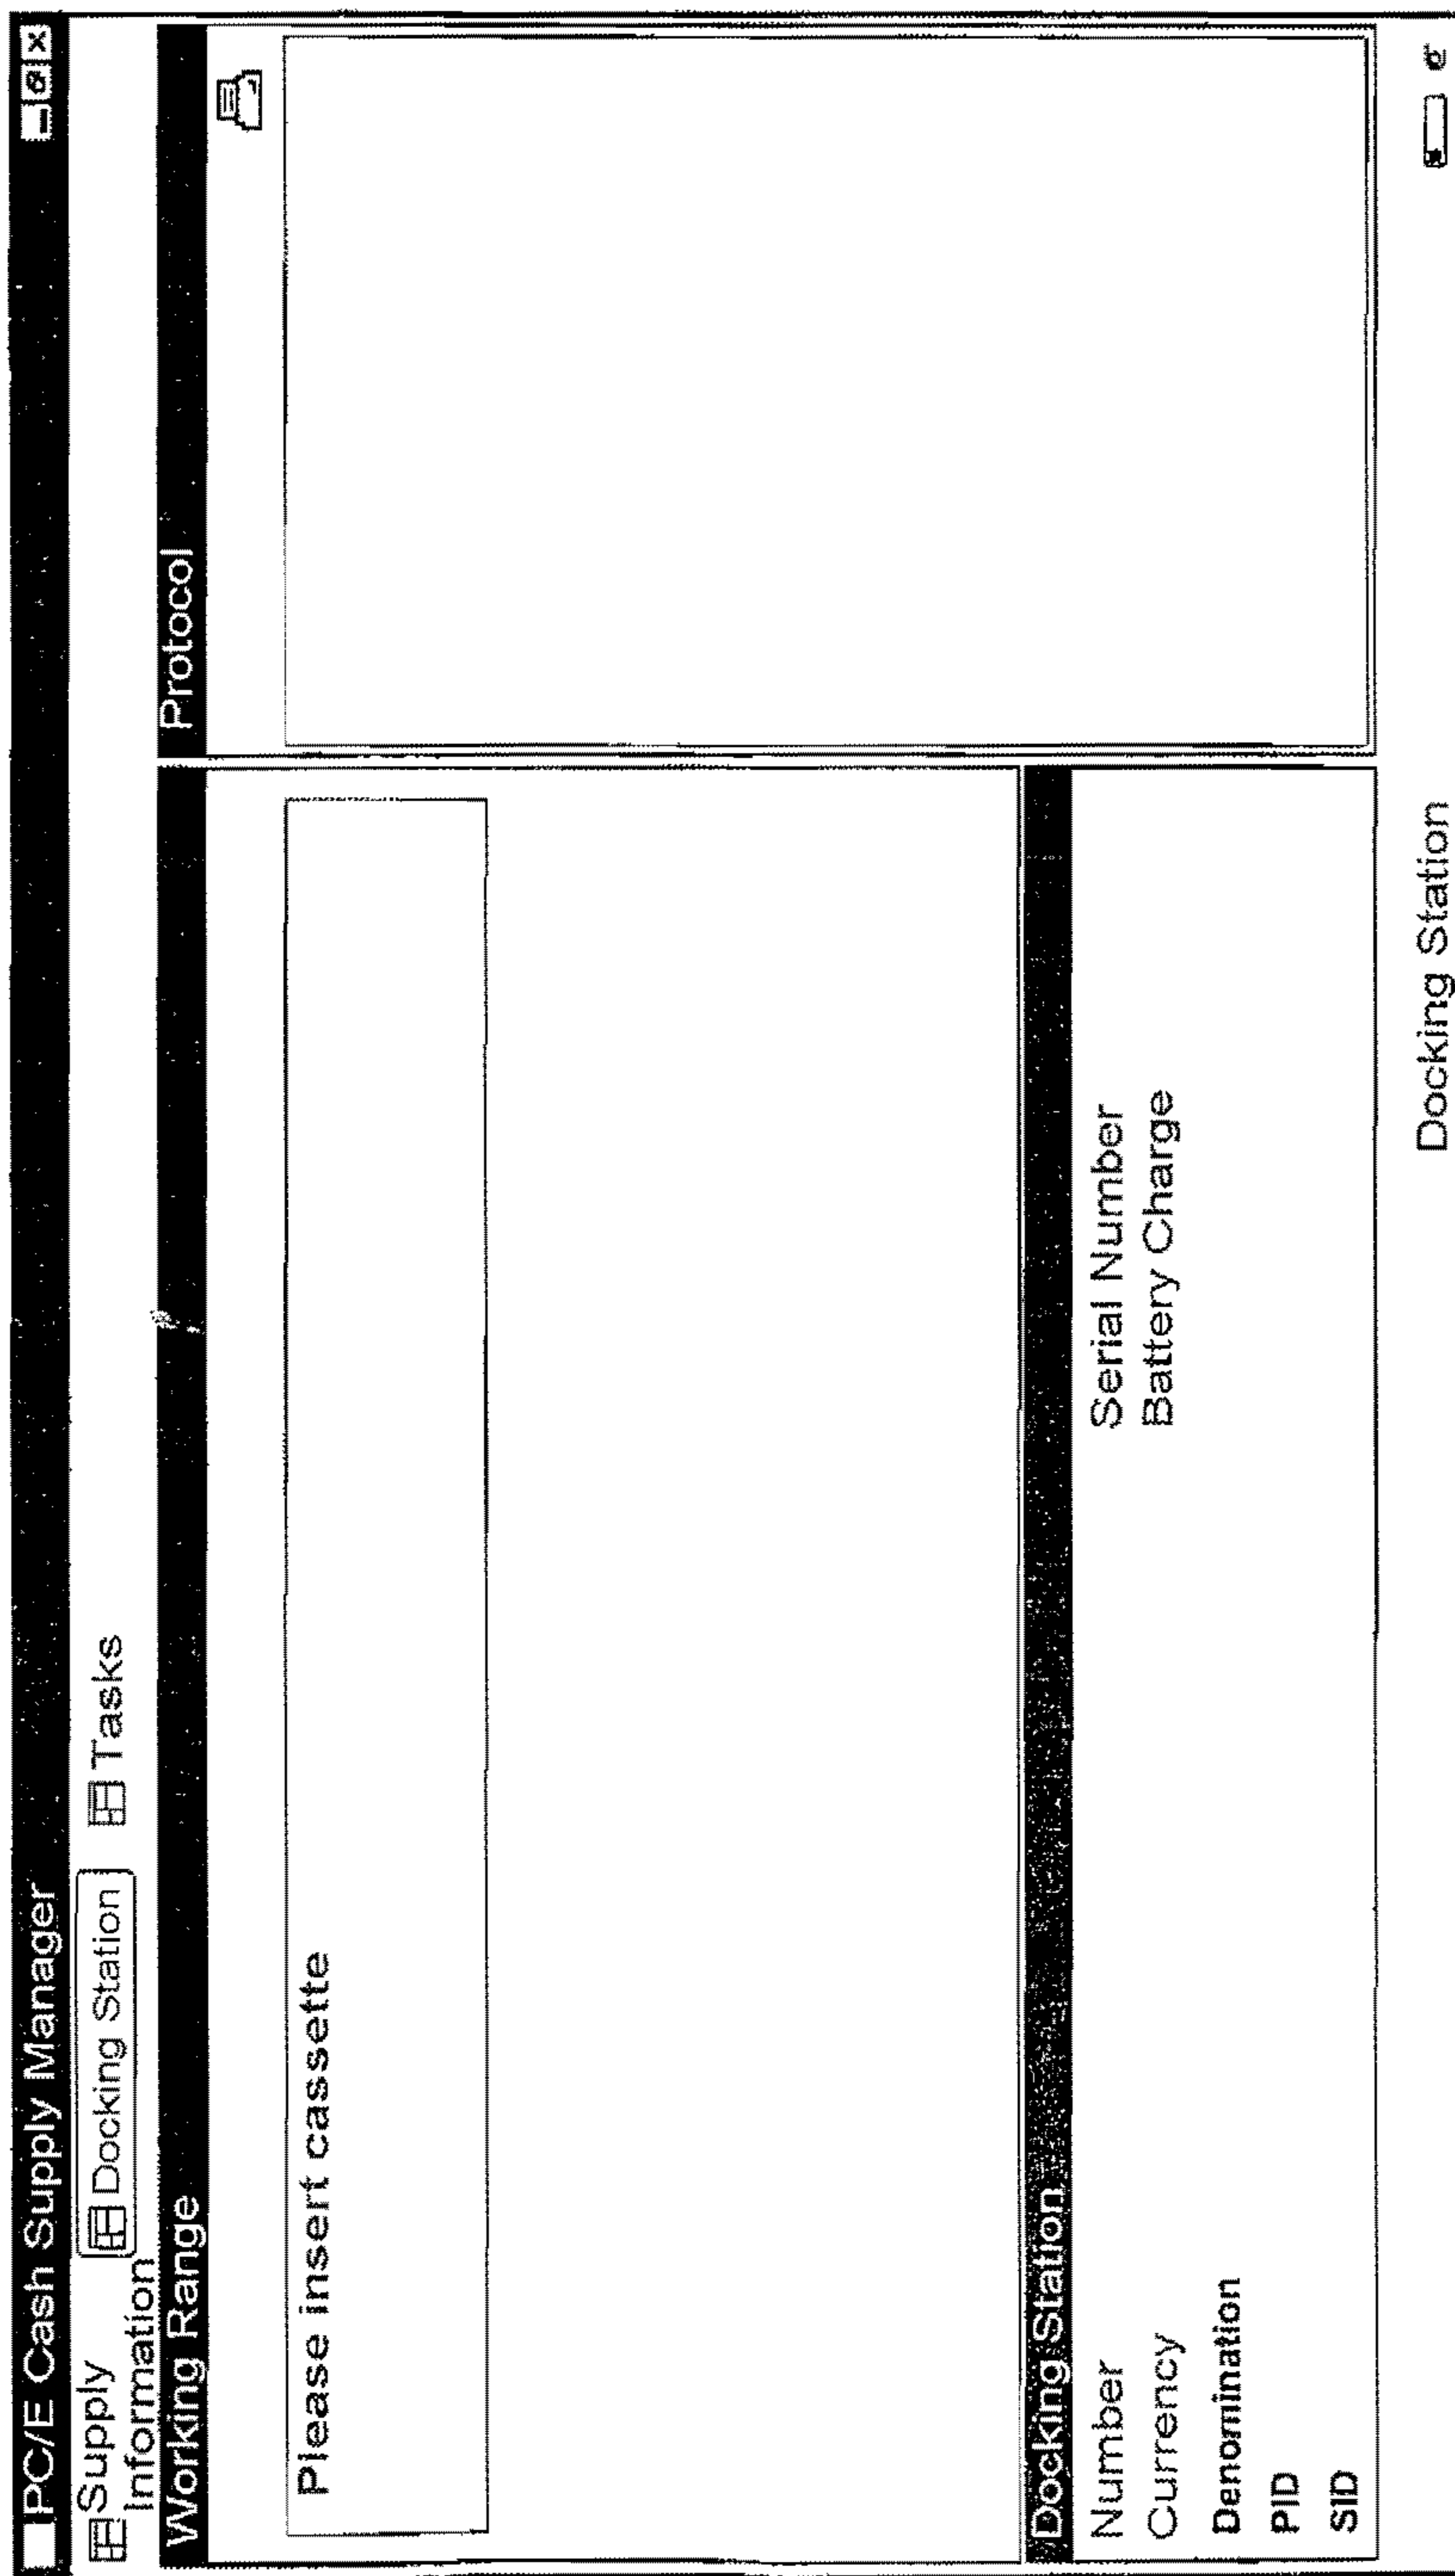 PC/E Cash Supply Manager
Supply Information
Docking Station
Tasks
Working Range
Protocol
Please insert cassette
Docking Station
Number
Serial Number
Currency
Battery Charge
Denomination
PID
SID
Docking Station